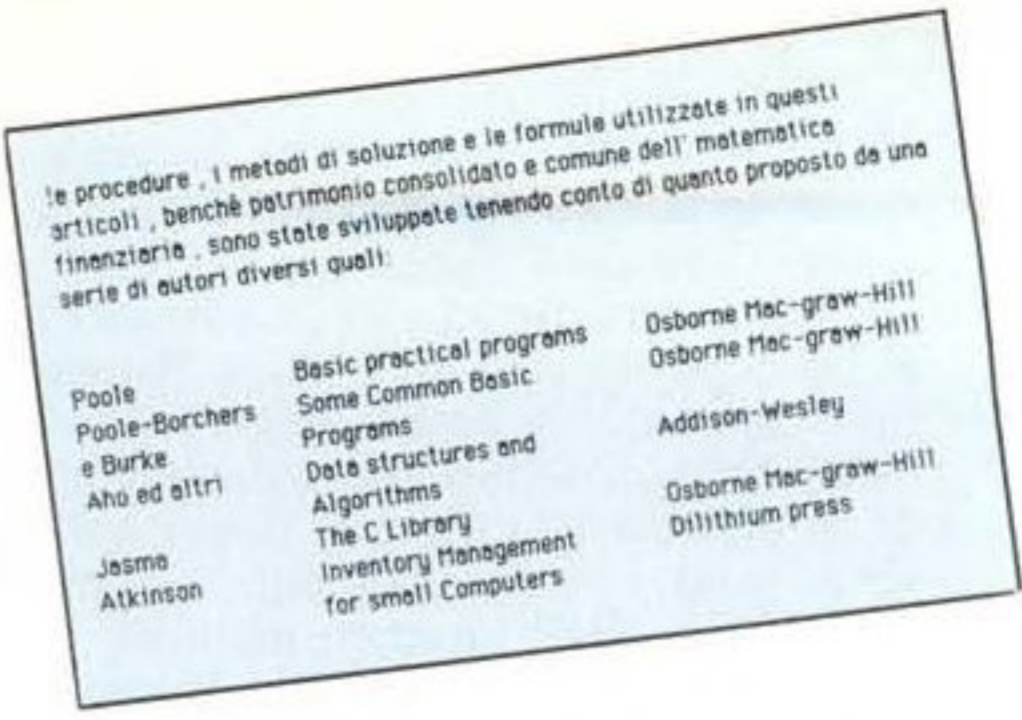 le procedure , i metodi di soluzione e le formule utilizzate in questi
articoli , benchè patrimonio consolidato e comune dell' matematica
finanziaria , sono state sviluppate tenendo conto di quanto proposto da una
serie di autori diversi quali:
Poole Basic practical programs Osborne Mac-graw-Hill
Poole-Borchers Some Common Basic Osborne Mac-graw-Hill
e Burke Programs
Aho ed altri Data structures and Addison-Wesley
Algorithms
Jasma The C Library Osborne Mac-graw-Hill
Atkinson Inventory Management Dilithium press
for small Computers